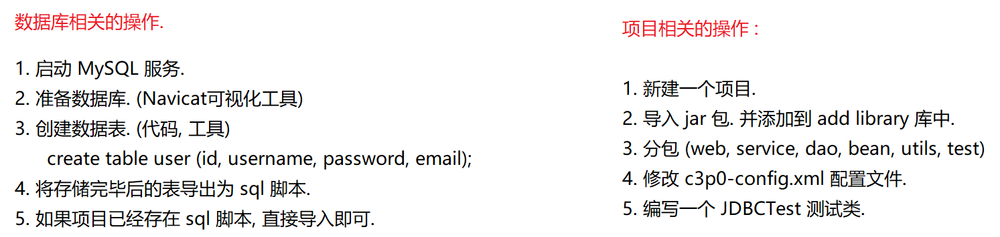 数据库相关的操作.
1. 启动 MySQL 服务.
2. 准备数据库. (Navicat可视化工具)
3. 创建数据表. (代码, 工具)
create table user (id, username, password, email);
4. 将存储完毕后的表导出为 sql 脚本.
5. 如果项目已经存在 sql 脚本, 直接导入即可.
项目相关的操作 :
1. 新建一个项目.
2. 导入 jar 包. 并添加到 add library 库中.
3. 分包 (web, service, dao, bean, utils, test)
4. 修改 c3p0-config.xml 配置文件.
5. 编写一个 JDBCTest 测试类.